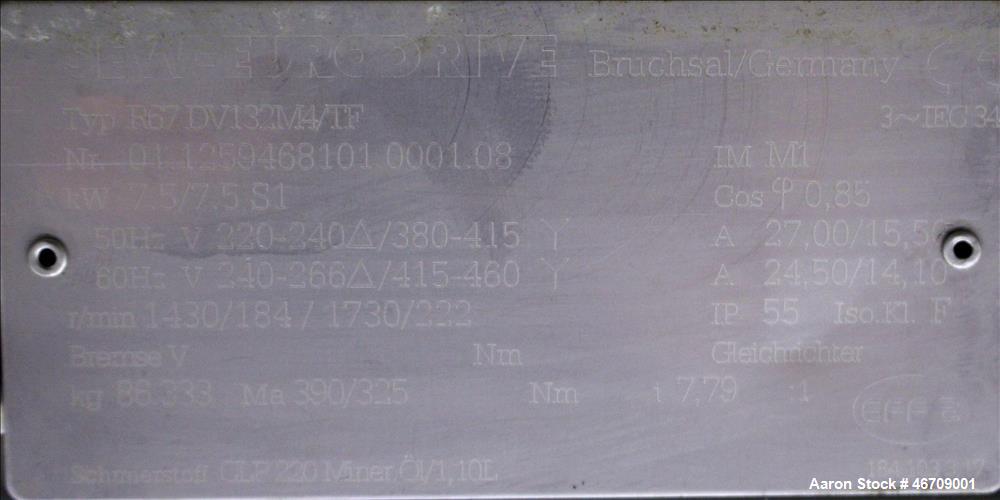 SEW-EURODRIVE Bruchsal/Germany CE
Typ R67 DV132M4/TF 3~IEC 34
Nr. 01.1259468101.0001.08 IM M1
kW 7.5/7.5 S1 Cos φ 0,85
50Hz V 220-240Δ/380-415 Y A 27,00/15,50
60Hz V 240-266Δ/415-460 Y A 24,50/14,10
r/min 1430/184 / 1730/222 IP 55 Iso.Kl. F
Bremse V Nm Gleichrichter
kg 86.333 Ma 390/325 Nm i 7,79 :1
Schmierstoff CLP 220 Miner.Öl/1,10L
Aaron Stock # 46709001